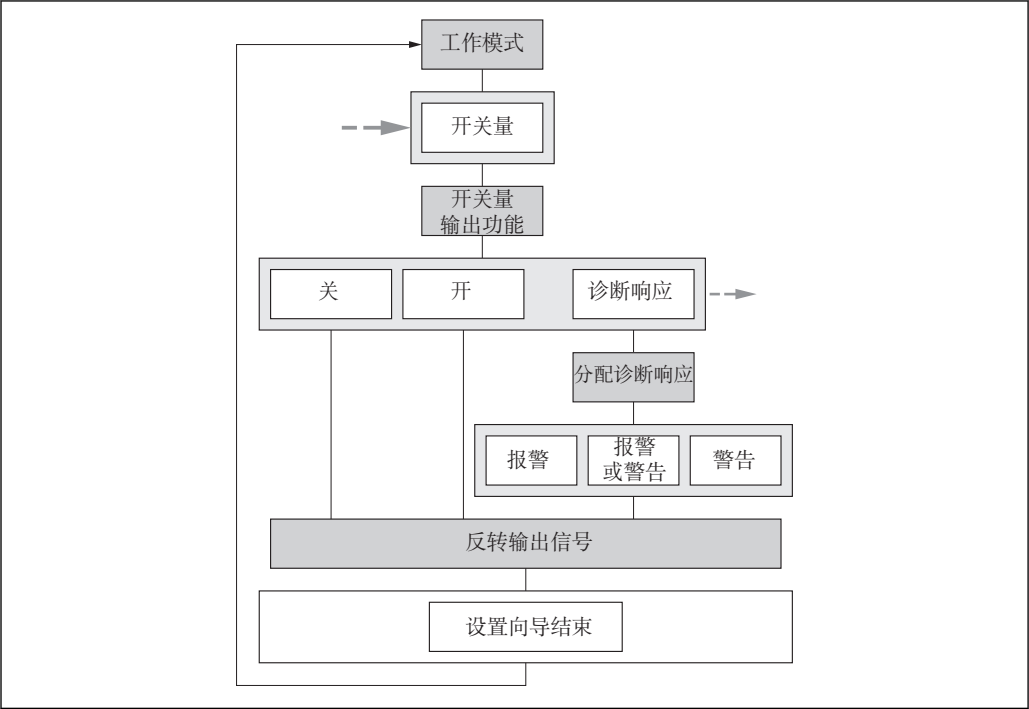 工作模式
开关量
开关量
输出功能
关
开
诊断响应
分配诊断响应
报警
报警
或警告
警告
反转输出信号
设置向导结束